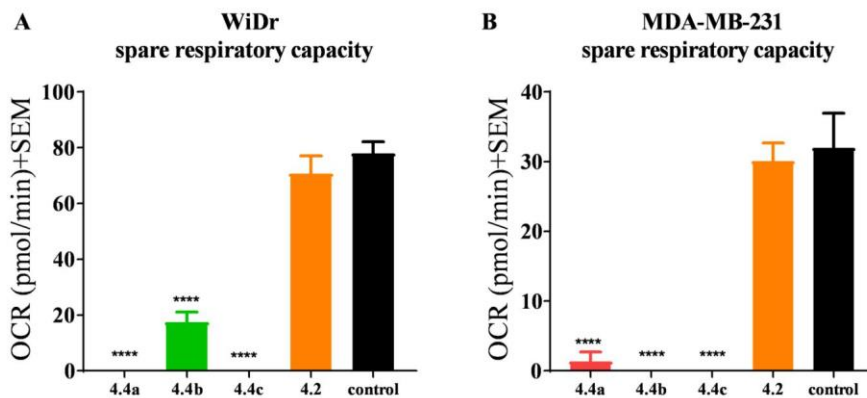 A
WiDr
spare respiratory capacity
OCR (pmol/min)+SEM
100
80
60
40
20
0
****
****
****
4.4a
4.4b
4.4c
4.2
control
B
MDA-MB-231
spare respiratory capacity
OCR (pmol/min)+SEM
40
30
20
10
0
****
****
****
4.4a
4.4b
4.4c
4.2
control